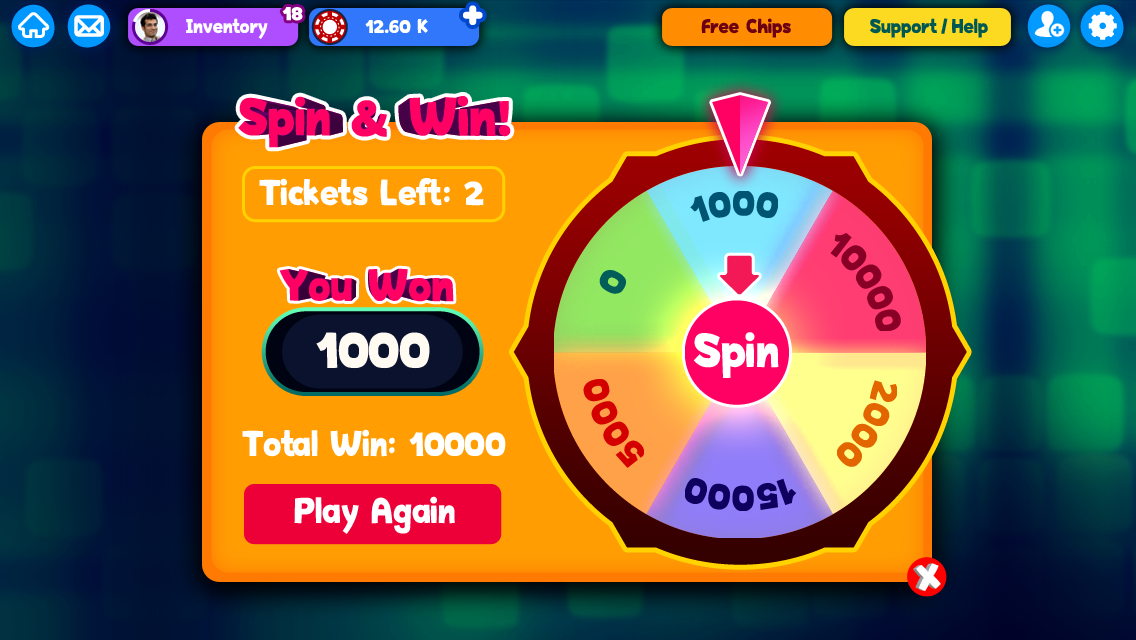 18
Inventory
12.60 K
Free Chips
Support / Help
Spin & Win!
Tickets Left: 2
You Won
1000
Total Win: 10000
Play Again
1000
10000
2000
15000
5000
0
Spin